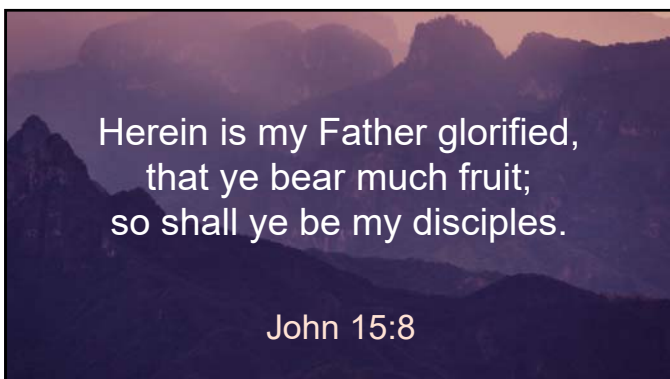 Herein is my Father glorified,
that ye bear much fruit;
so shall ye be my disciples.
John 15:8